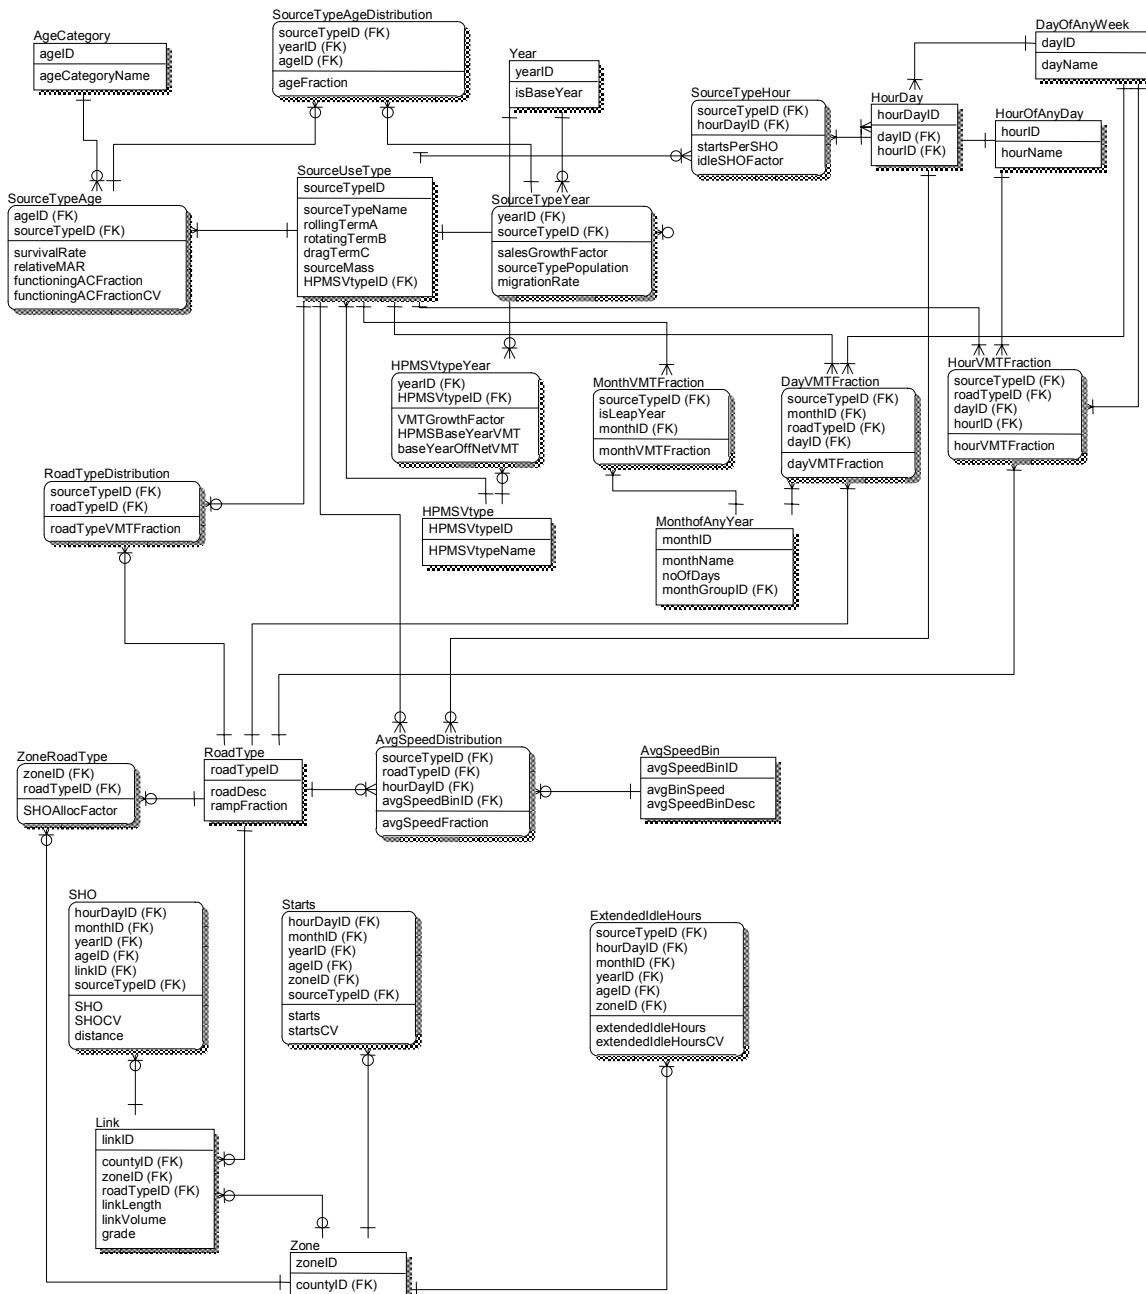 AgeCategory
ageID
ageCategoryName
SourceTypeAgeDistribution
sourceTypeID (FK)
yearID (FK)
ageID (FK)
ageFraction
Year
yearID
isBaseYear
DayOfAnyWeek
dayID
dayName
SourceTypeHour
sourceTypeID (FK)
hourDayID (FK)
startsPerSHO
idleSHOFactor
HourDay
hourDayID
dayID (FK)
hourID (FK)
HourOfAnyDay
hourID
hourName
SourceTypeAge
ageID (FK)
sourceTypeID (FK)
survivalRate
relativeMAR
functioningACFraction
functioningACFractionCV
SourceUseType
sourceTypeID
sourceTypeName
rollingTermA
rotatingTermB
dragTermC
sourceMass
HPMSVtypeID (FK)
SourceTypeYear
yearID (FK)
sourceTypeID (FK)
salesGrowthFactor
sourceTypePopulation
migrationRate
HPMSVtypeYear
yearID (FK)
HPMSVtypeID (FK)
VMTGrowthFactor
HPMSBaseYearVMT
baseYearOffNetVMT
MonthVMTFraction
sourceTypeID (FK)
isLeapYear
monthID (FK)
monthVMTFraction
DayVMTFraction
sourceTypeID (FK)
monthID (FK)
roadTypeID (FK)
dayID (FK)
dayVMTFraction
HourVMTFraction
sourceTypeID (FK)
roadTypeID (FK)
dayID (FK)
hourID (FK)
hourVMTFraction
RoadTypeDistribution
sourceTypeID (FK)
roadTypeID (FK)
roadTypeVMTFraction
HPMSVtype
HPMSVtypeID
HPMSVtypeName
MonthofAnyYear
monthID
monthName
noOfDays
monthGroupID (FK)
ZoneRoadType
zoneID (FK)
roadTypeID (FK)
SHOAllocFactor
RoadType
roadTypeID
roadDesc
rampFraction
AvgSpeedDistribution
sourceTypeID (FK)
roadTypeID (FK)
hourDayID (FK)
avgSpeedBinID (FK)
avgSpeedFraction
AvgSpeedBin
avgSpeedBinID
avgBinSpeed
avgSpeedBinDesc
SHO
hourDayID (FK)
monthID (FK)
yearID (FK)
ageID (FK)
linkID (FK)
sourceTypeID (FK)
SHO
SHOCV
distance
Starts
hourDayID (FK)
monthID (FK)
yearID (FK)
ageID (FK)
zoneID (FK)
sourceTypeID (FK)
starts
startsCV
ExtendedIdleHours
sourceTypeID (FK)
hourDayID (FK)
monthID (FK)
yearID (FK)
ageID (FK)
zoneID (FK)
extendedIdleHours
extendedIdleHoursCV
Link
linkID
countyID (FK)
zoneID (FK)
roadTypeID (FK)
linkLength
linkVolume
grade
Zone
zoneID
countyID (FK)